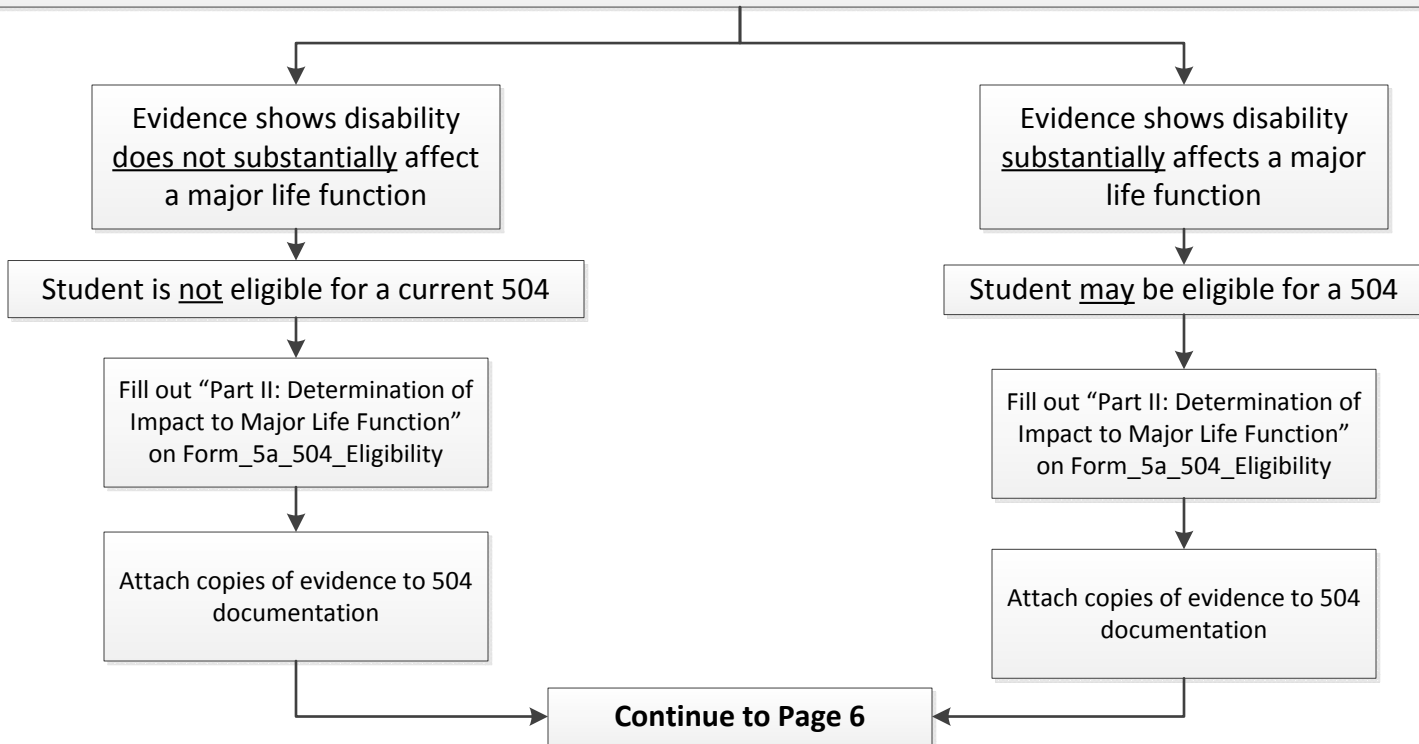 Evidence shows disability
does not substantially affect
a major life function
Student is not eligible for a current 504
Fill out “Part II: Determination of
Impact to Major Life Function”
on Form_5a_504_Eligibility
Attach copies of evidence to 504
documentation
Evidence shows disability
substantially affects a major
life function
Student may be eligible for a 504
Fill out “Part II: Determination of
Impact to Major Life Function”
on Form_5a_504_Eligibility
Attach copies of evidence to 504
documentation
Continue to Page 6